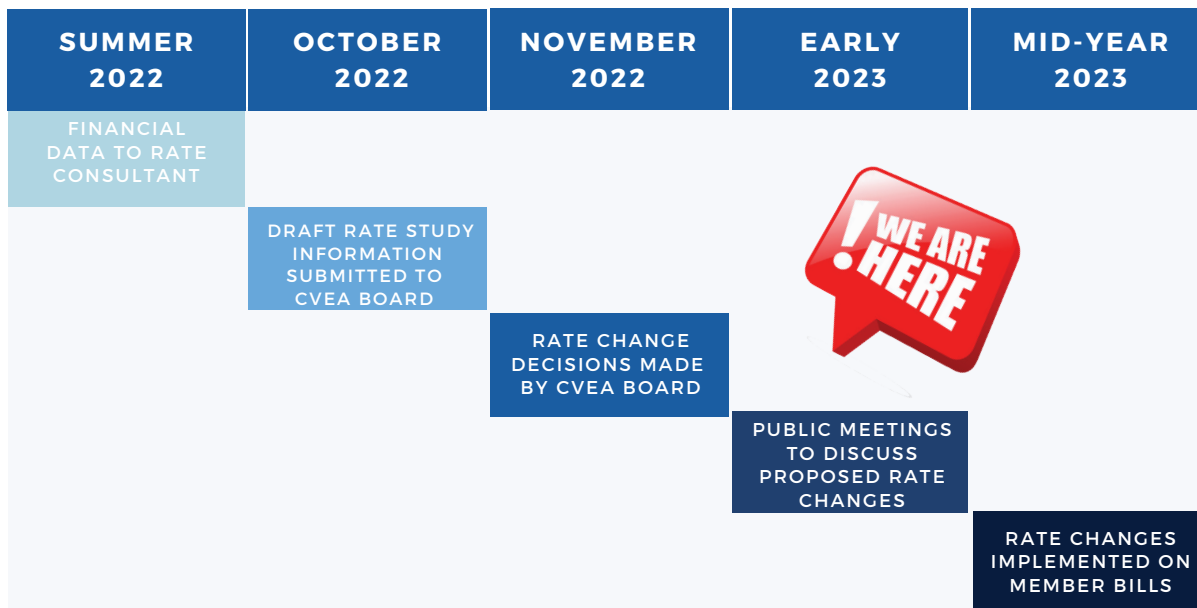 SUMMER
2022
OCTOBER
2022
NOVEMBER
2022
EARLY
2023
MID-YEAR
2023
FINANCIAL
DATA TO RATE
CONSULTANT
DRAFT RATE STUDY
INFORMATION
SUBMITTED TO
CVEA BOARD
RATE CHANGE
DECISIONS MADE
BY CVEA BOARD
! WE ARE
HERE
PUBLIC MEETINGS
TO DISCUSS
PROPOSED RATE
CHANGES
RATE CHANGES
IMPLEMENTED ON
MEMBER BILLS